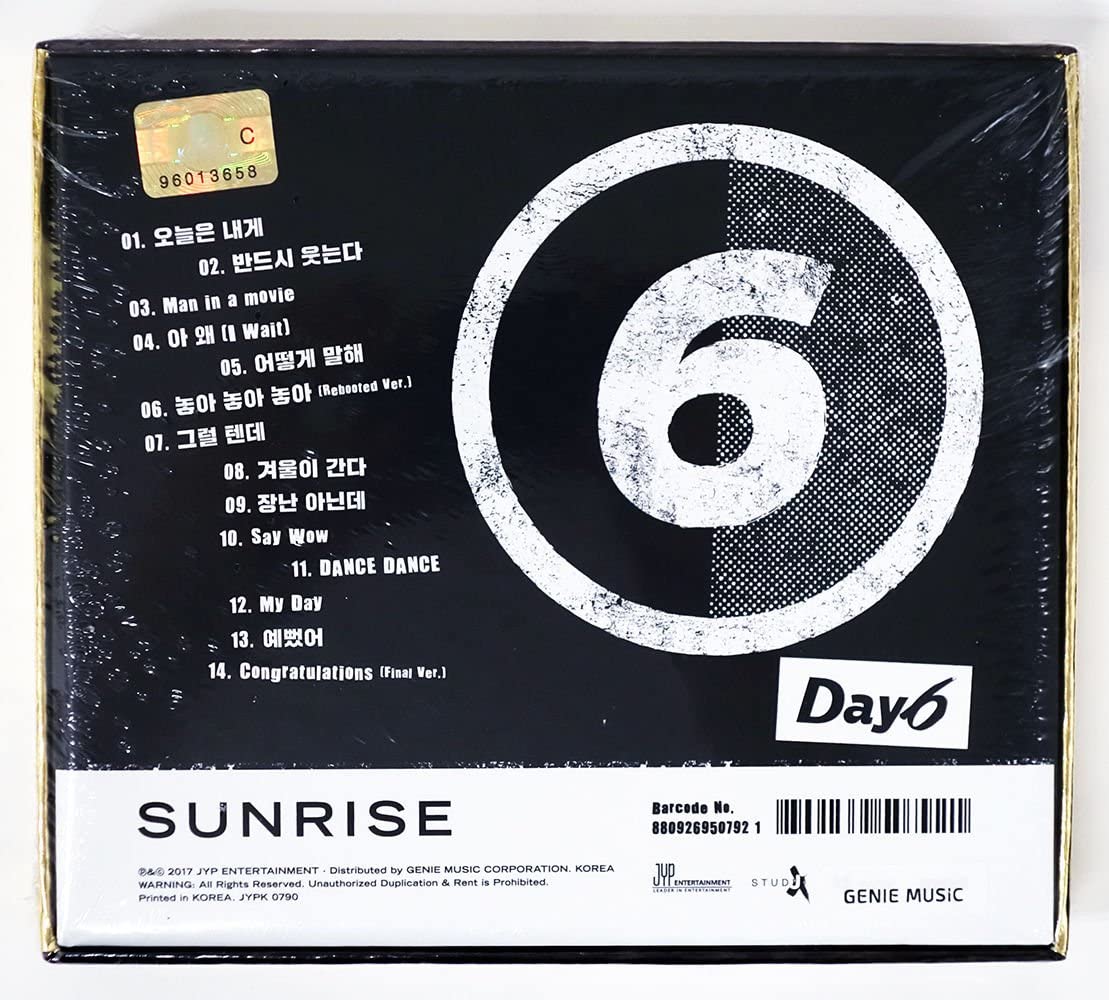 C
96013658
01. 오늘은 내게
02. 반드시 웃는다
03. Man in a movie
04. 아 왜 (I Wait)
05. 어떻게 말해
06. 놓아 놓아 놓아 (Rebooted Ver.)
07. 그럴 텐데
08. 겨울이 간다
09. 장난 아닌데
10. Say Wow
11. DANCE DANCE
12. My Day
13. 예뻤어
14. Congratulations (Final Ver.)
6
Day6
SUNRISE
Barcode No.
880926950792 1
℗&© 2017 JYP ENTERTAINMENT · Distributed by GENIE MUSIC CORPORATION. KOREA
WARNING: All Rights Reserved. Unauthorized Duplication & Rent is Prohibited.
Printed in KOREA. JYPK 0790
JYP ENTERTAINMENT
LEADER IN ENTERTAINMENT
STUDIO J
GENIE MUSIC